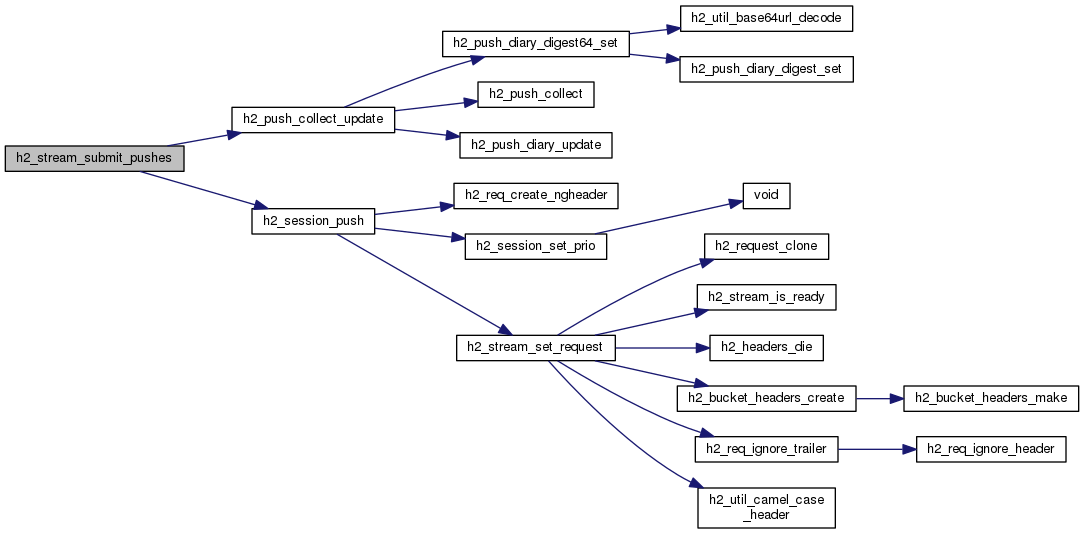 h2_stream_submit_pushes
h2_push_collect_update
h2_push_diary_digest64_set
h2_util_base64url_decode
h2_push_diary_digest_set
h2_push_collect
h2_push_diary_update
h2_session_push
h2_req_create_ngheader
h2_session_set_prio
void
h2_stream_set_request
h2_request_clone
h2_stream_is_ready
h2_headers_die
h2_bucket_headers_create
h2_bucket_headers_make
h2_req_ignore_trailer
h2_req_ignore_header
h2_util_camel_case
_header